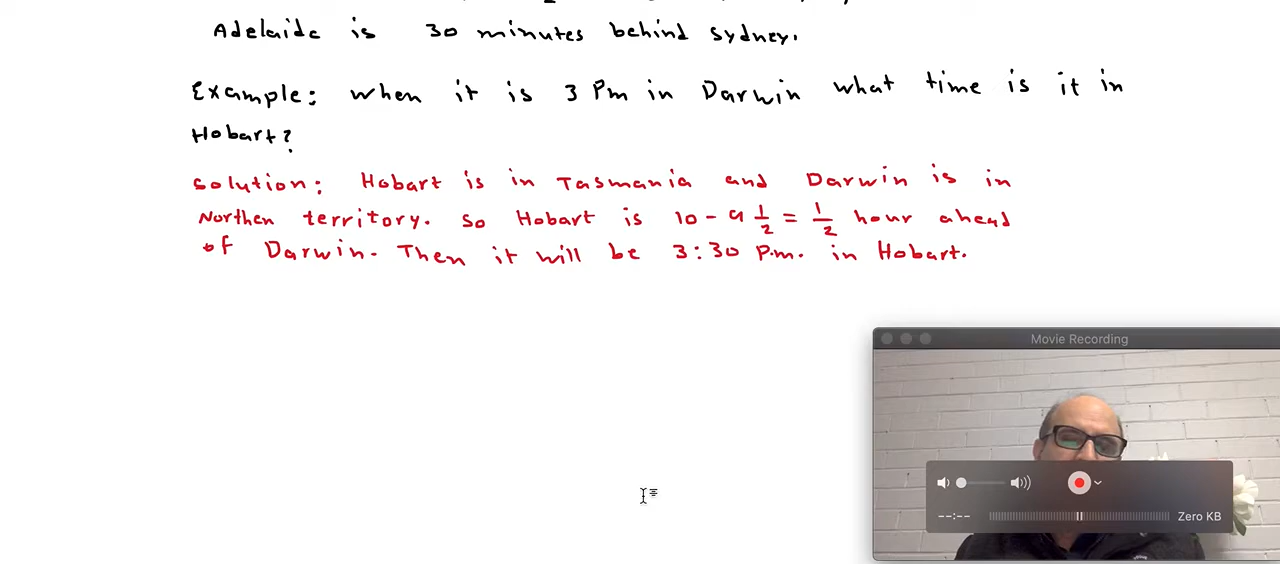 Adelaide is 30 minutes behind Sydney.
Example: when it is 3 Pm in Darwin what time is it in
Hobart?
Solution: Hobart is in Tasmania and Darwin is in
Northen territory. So Hobart is 10 - 9 1/2 = 1/2 hour ahead
of Darwin. Then it will be 3:30 P.m. in Hobart.
Movie Recording
--:-- Zero KB